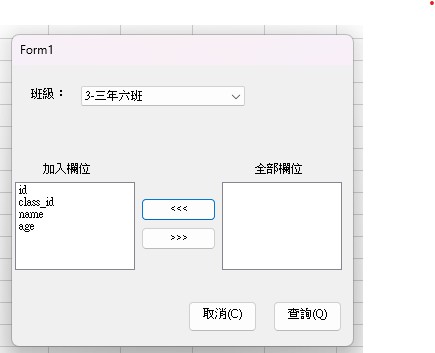 Form1
班級：
3-三年六班
加入欄位
全部欄位
id
class_id
name
age
<<<
>>>
取消(C)
查詢(Q)